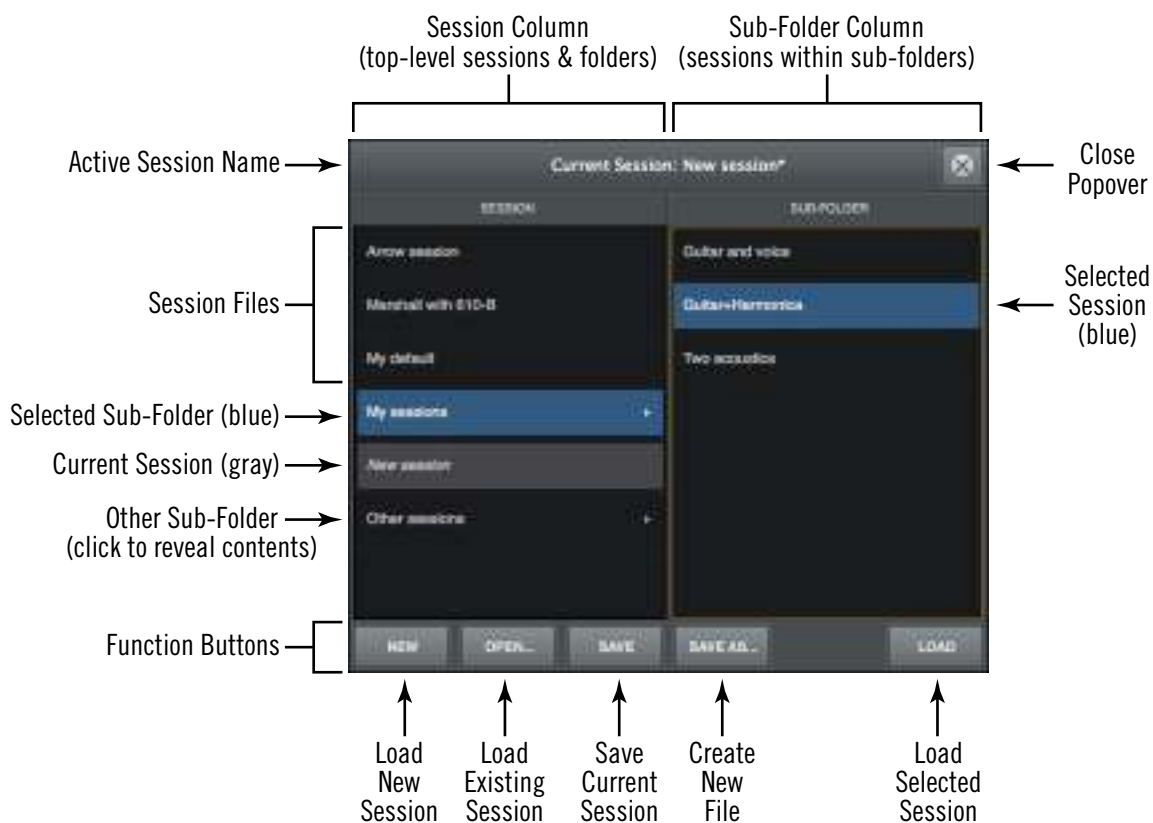 Session Column
(top-level sessions & folders)
Sub-Folder Column
(sessions within sub-folders)
Active Session Name
Current Session: New session*
Close
Popover
SESSION
SUB-FOLDER
Session Files
Arrow session
Marshall with 610-B
My default
Guitar and voice
Guitar+Harmonica
Two acoustics
Selected
Session
(blue)
Selected Sub-Folder (blue)
My sessions +
Current Session (gray)
New session
Other Sub-Folder
(click to reveal contents)
Other sessions +
Function Buttons
NEW
OPEN...
SAVE
SAVE AS...
LOAD
Load
New
Session
Load
Existing
Session
Save
Current
Session
Create
New
File
Load
Selected
Session